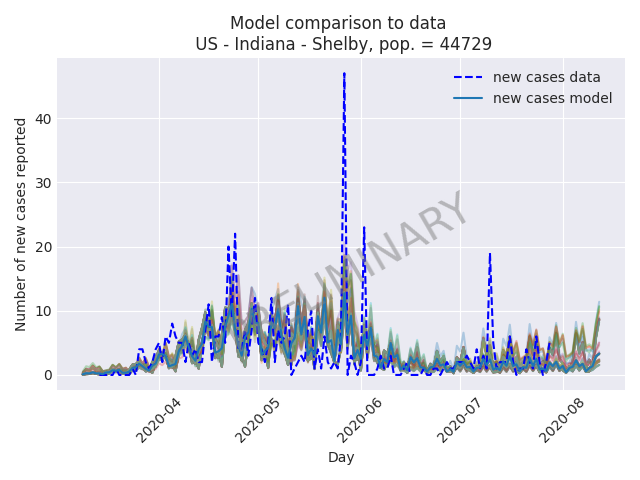 Model comparison to data
US - Indiana - Shelby, pop. = 44729
new cases data
new cases model
PRELIMINARY
Number of new cases reported
40
30
20
10
0
2020-04
2020-05
2020-06
2020-07
2020-08
Day